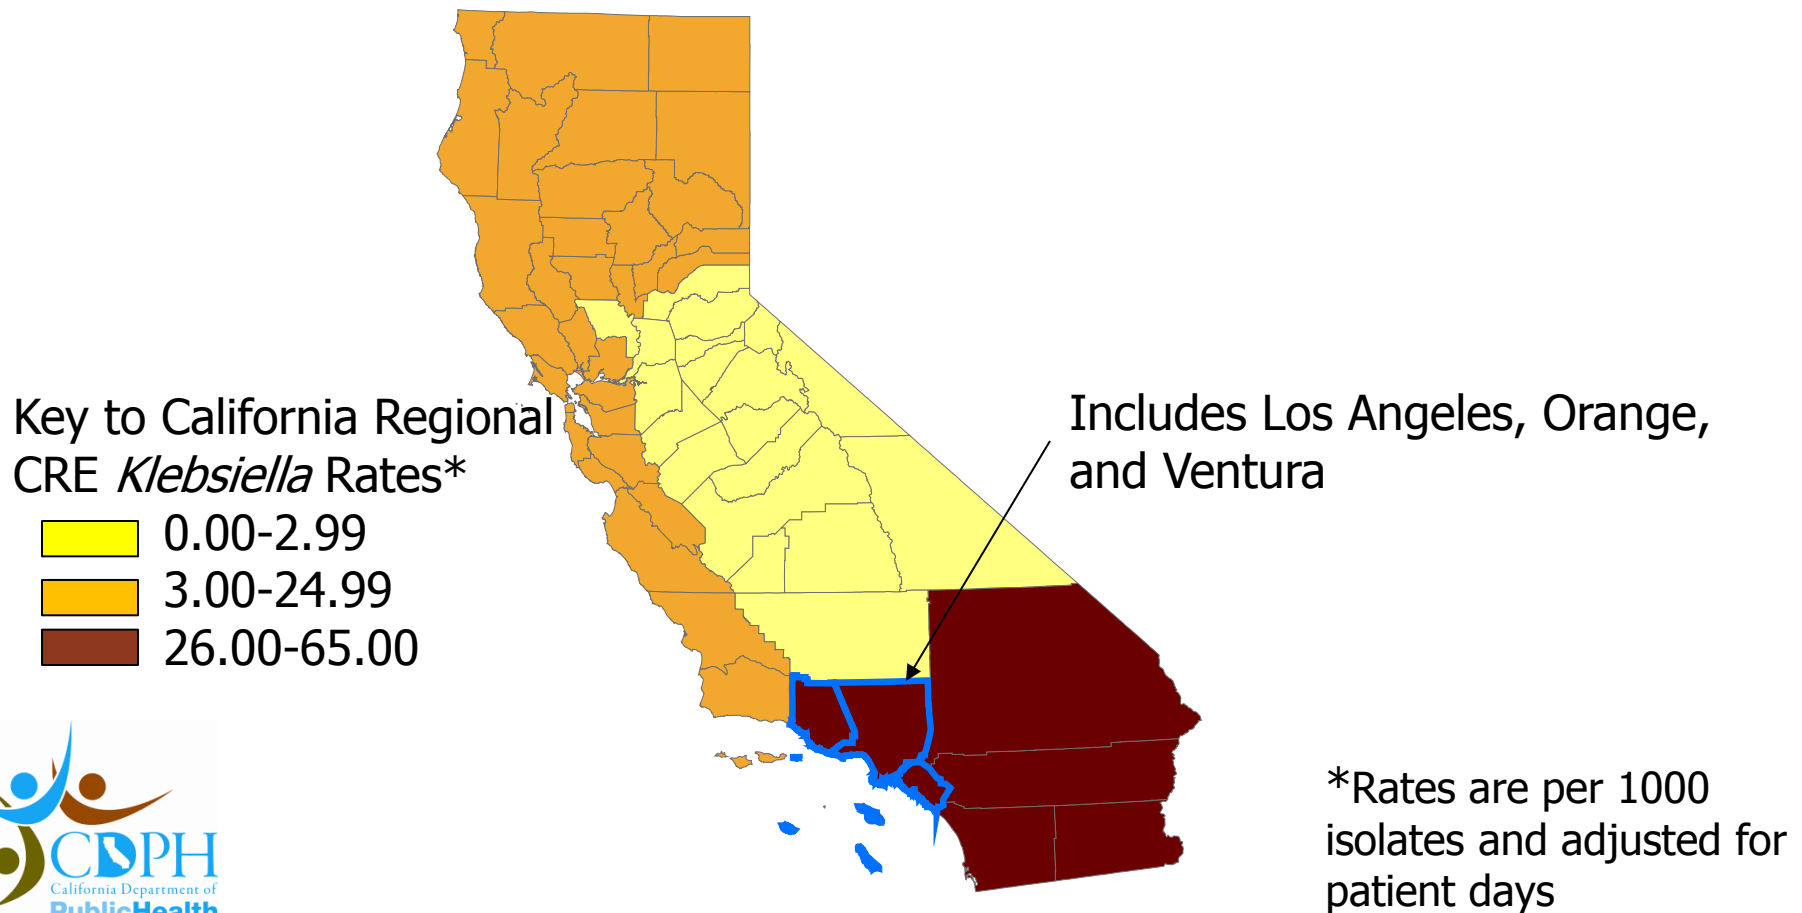 Key to California Regional
CRE Klebsiella Rates*
0.00-2.99
3.00-24.99
26.00-65.00
Includes Los Angeles, Orange,
and Ventura
*Rates are per 1000
isolates and adjusted for
patient days
CDPH
California Department of
PublicHealth